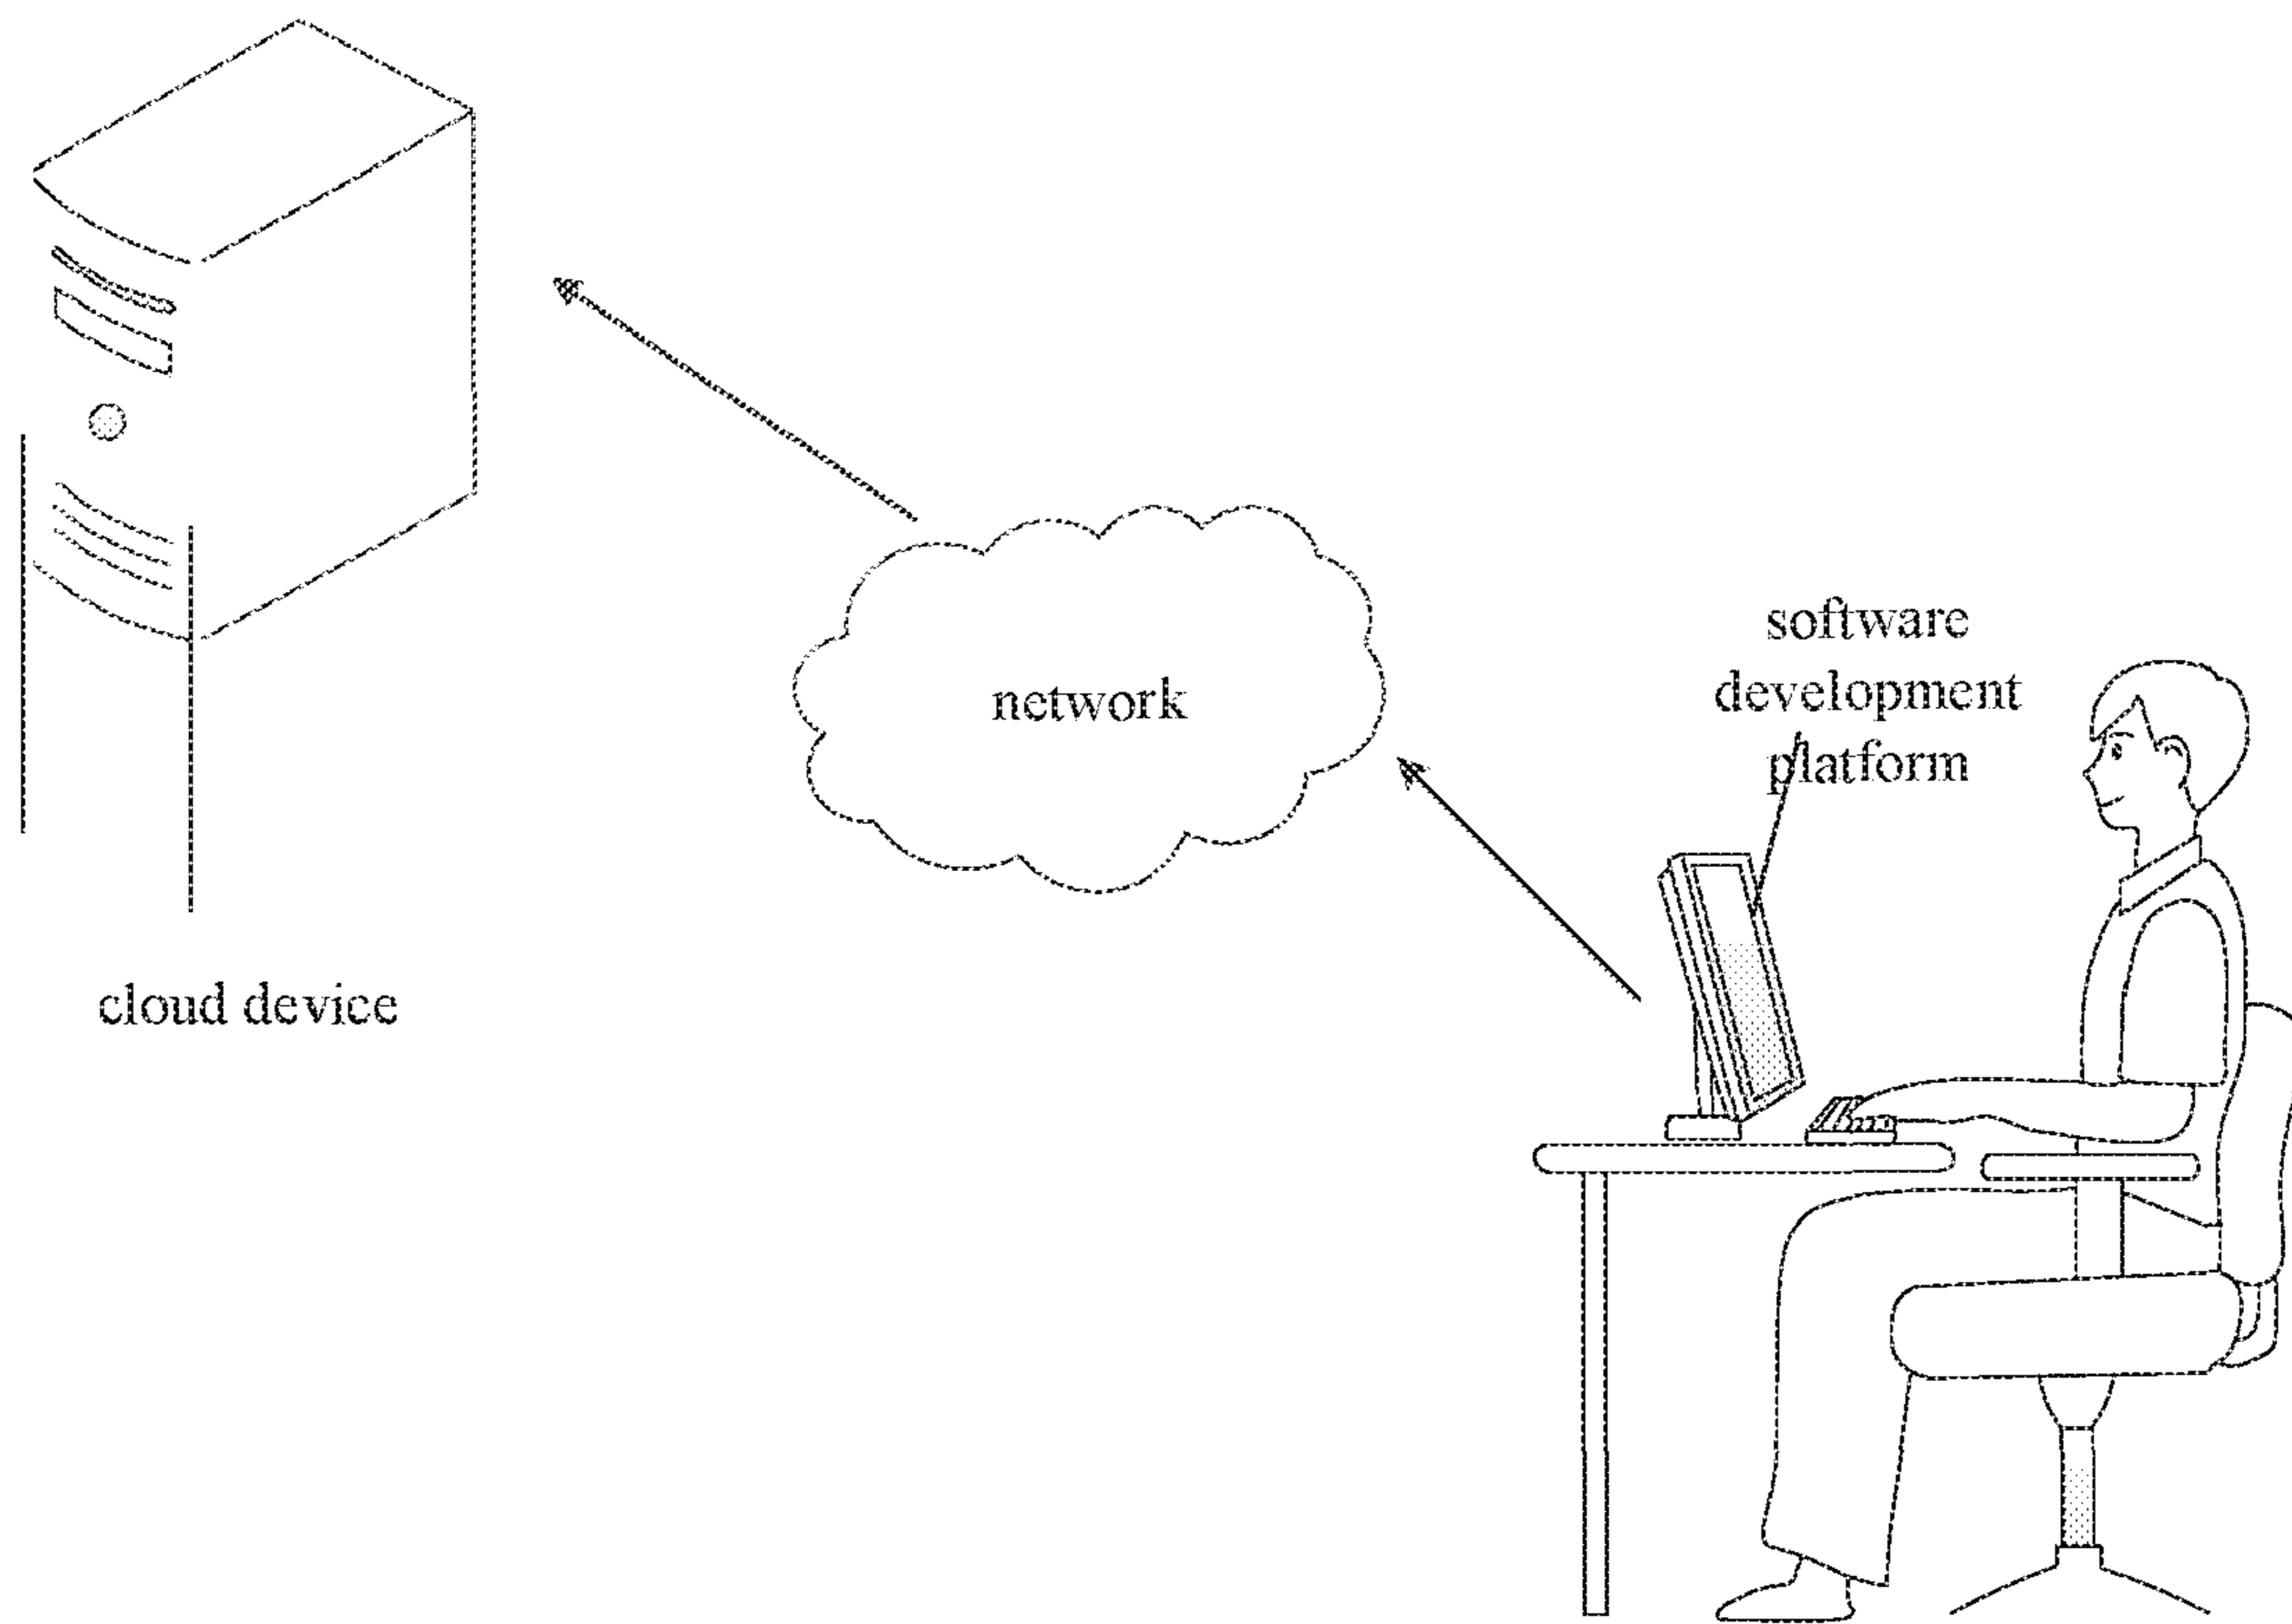 software
development
platform
network
cloud device